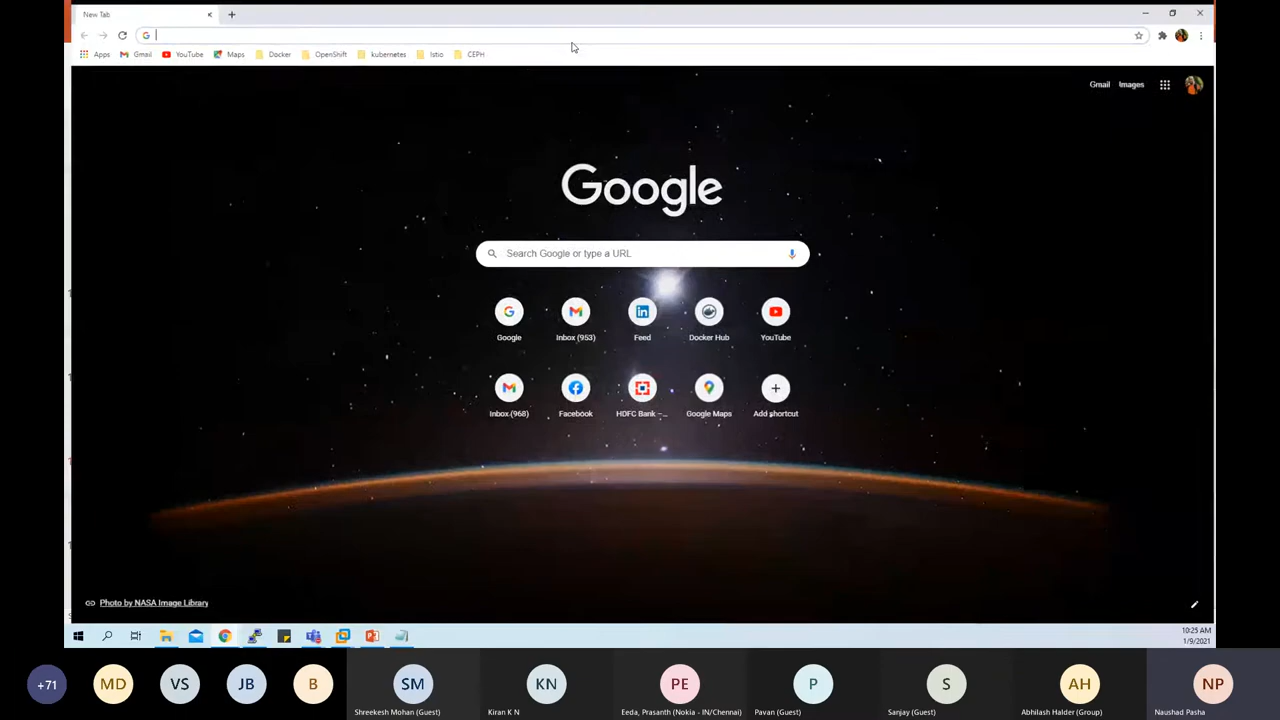 New Tab
Apps Gmail YouTube Maps Docker OpenShift kubernetes Istio CEPH
Gmail Images
Google
Search Google or type a URL
Google Inbox (953) Feed Docker Hub YouTube
Inbox (968) Facebook HDFC Bank –... Google Maps Add shortcut
Photo by NASA Image Library
10:25 AM
1/9/2021
+71 MD VS JB B SM KN PE P S AH NP
Shreekesh Mohan (Guest) Kiran K N Eeda, Prasanth (Nokia - IN/Chennai) Pavan (Guest) Sanjay (Guest) Abhilash Halder (Group) Naushad Pasha